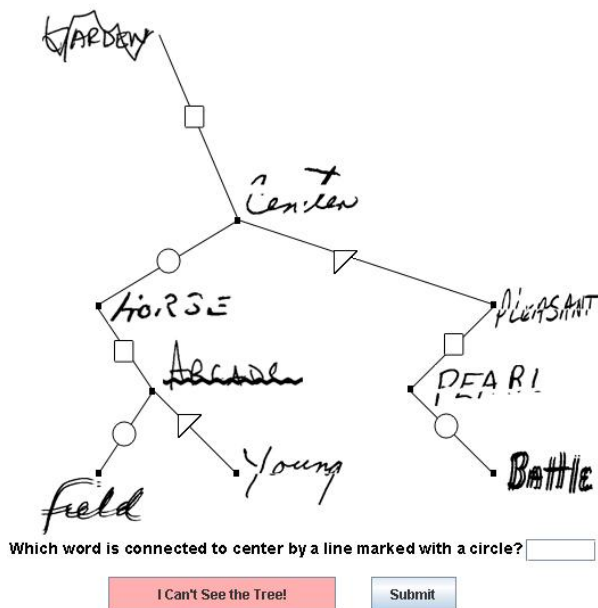 GARDEN
Center
HORSE
PLEASANT
ARCADE
PEARL
Young
BAttlE
Field
Which word is connected to center by a line marked with a circle?
I Can't See the Tree!
Submit